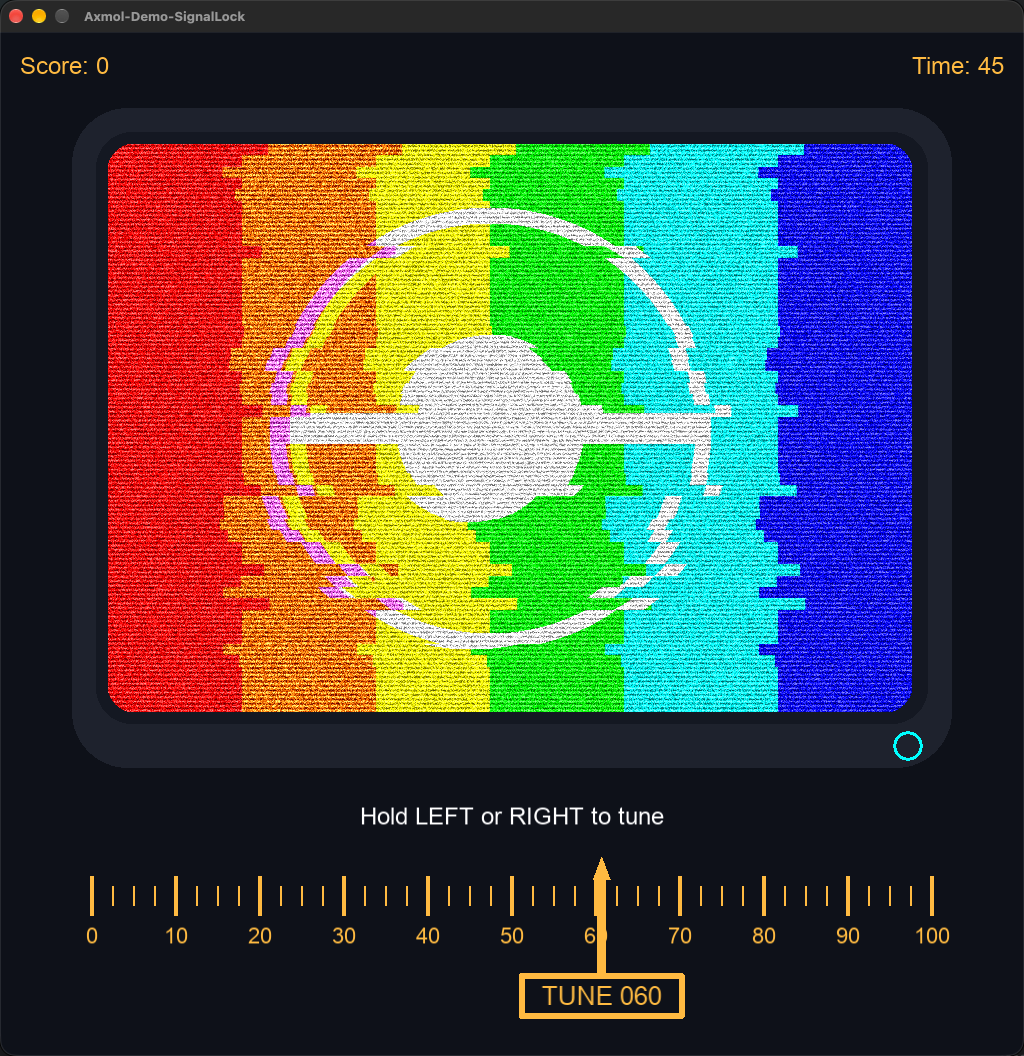 Axmol-Demo-SignalLock
Score: 0
Time: 45
Hold LEFT or RIGHT to tune
0 10 20 30 40 50 60 70 80 90 100
TUNE 060